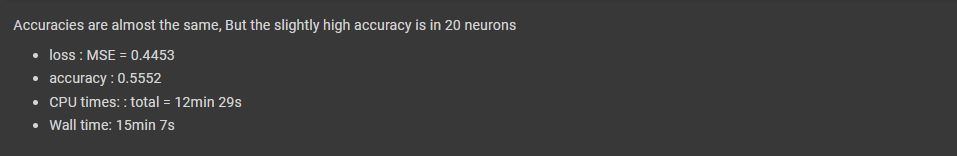 Accuracies are almost the same, But the slightly high accuracy is in 20 neurons
• loss : MSE = 0.4453
• accuracy : 0.5552
• CPU times: : total = 12min 29s
• Wall time: 15min 7s